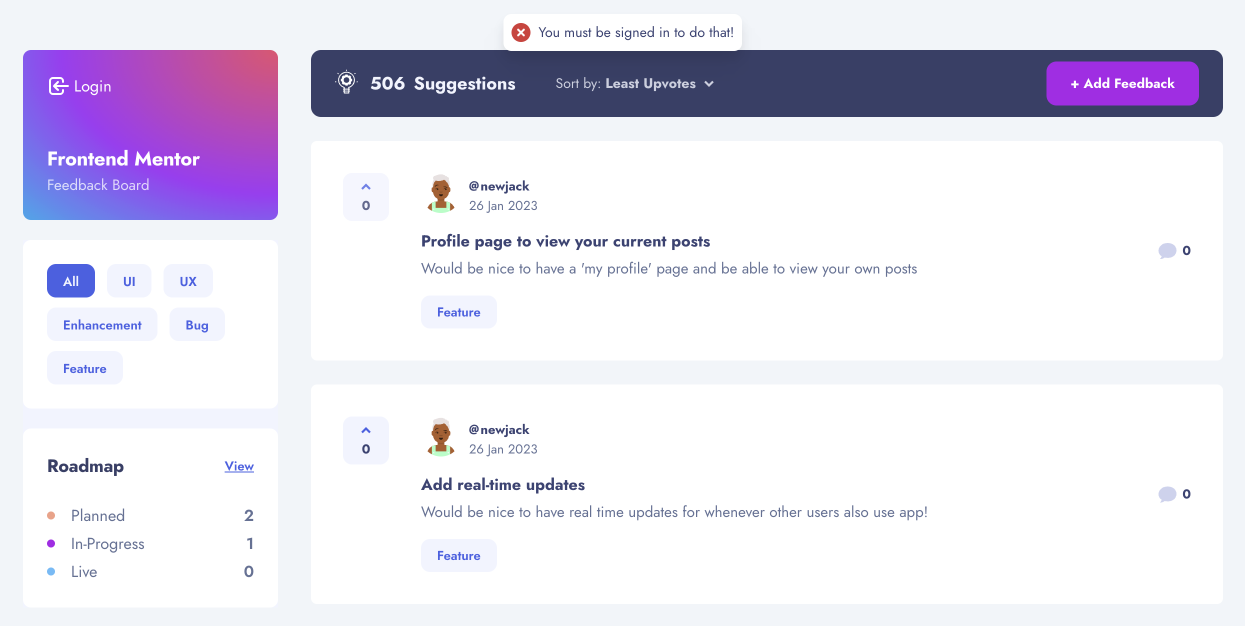 You must be signed in to do that!
Login
Frontend Mentor
Feedback Board
All UI UX
Enhancement Bug
Feature
Roadmap View
Planned 2
In-Progress 1
Live 0
506 Suggestions Sort by: Least Upvotes + Add Feedback
0
@newjack
26 Jan 2023
Profile page to view your current posts
Would be nice to have a 'my profile' page and be able to view your own posts
Feature
0
0
@newjack
26 Jan 2023
Add real-time updates
Would be nice to have real time updates for whenever other users also use app!
Feature
0